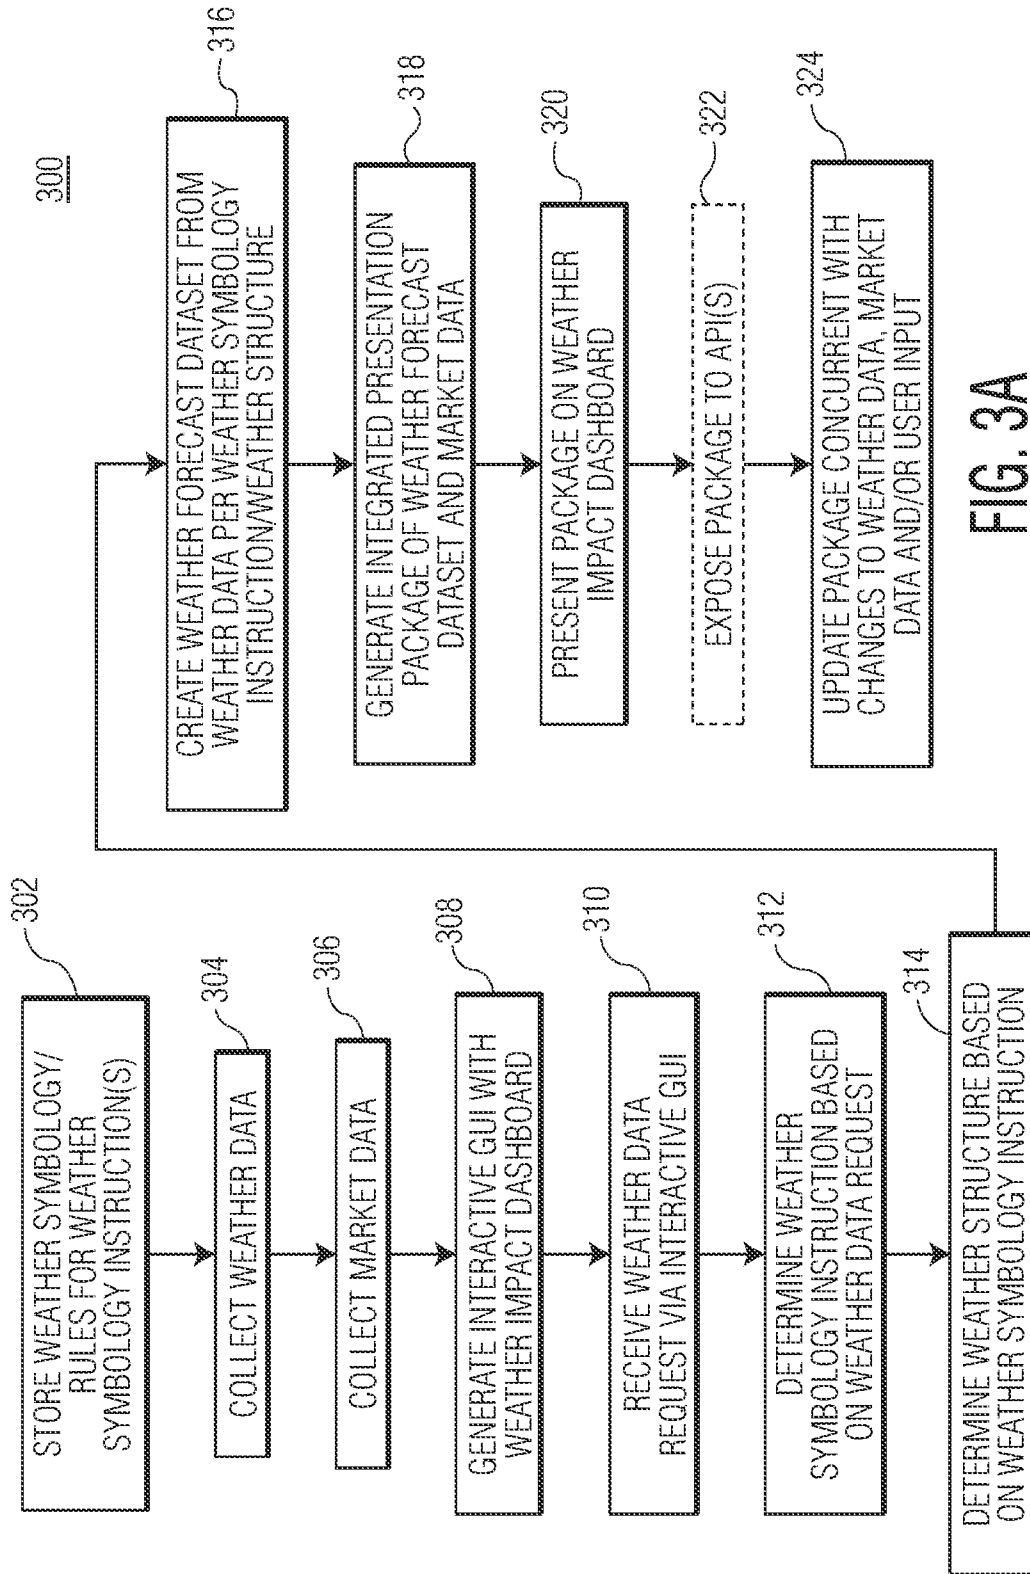 300
STORE WEATHER SYMBOLOGY/
RULES FOR WEATHER
SYMBOLOGY INSTRUCTION(S)
302
COLLECT WEATHER DATA
304
COLLECT MARKET DATA
306
GENERATE INTERACTIVE GUI WITH
WEATHER IMPACT DASHBOARD
308
RECEIVE WEATHER DATA
REQUEST VIA INTERACTIVE GUI
310
DETERMINE WEATHER
SYMBOLOGY INSTRUCTION BASED
ON WEATHER DATA REQUEST
312
DETERMINE WEATHER STRUCTURE BASED
ON WEATHER SYMBOLOGY INSTRUCTION
314
CREATE WEATHER FORECAST DATASET FROM
WEATHER DATA PER WEATHER SYMBOLOGY
INSTRUCTION/WEATHER STRUCTURE
316
GENERATE INTEGRATED PRESENTATION
PACKAGE OF WEATHER FORECAST
DATASET AND MARKET DATA
318
PRESENT PACKAGE ON WEATHER
IMPACT DASHBOARD
320
EXPOSE PACKAGE TO API(S)
322
UPDATE PACKAGE CONCURRENT WITH
CHANGES TO WEATHER DATA, MARKET
DATA AND/OR USER INPUT
324
FIG. 3A